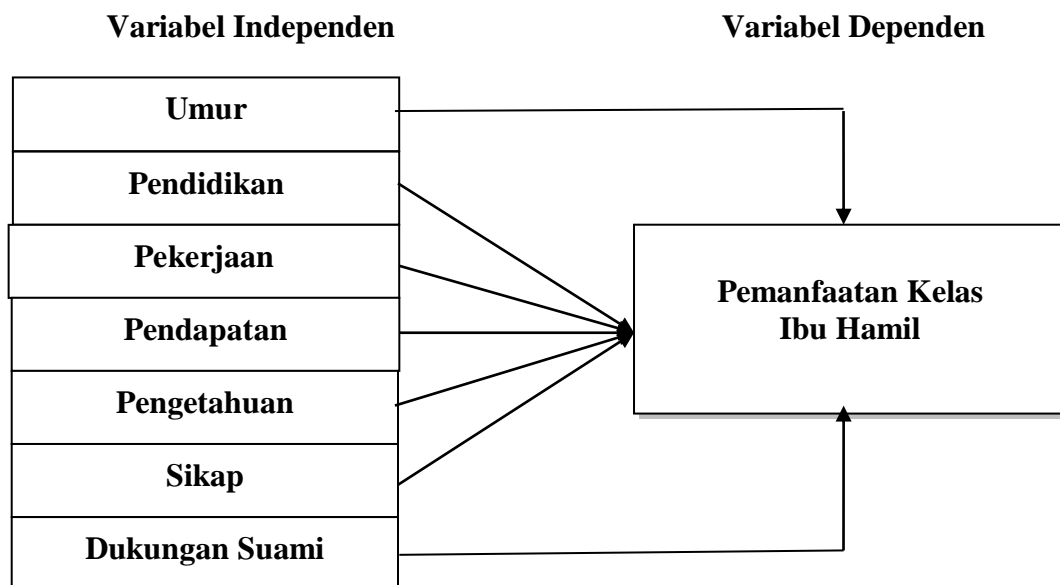 Variabel Independen
Variabel Dependen
Umur
Pendidikan
Pekerjaan
Pendapatan
Pengetahuan
Sikap
Dukungan Suami
Pemanfaatan Kelas
Ibu Hamil